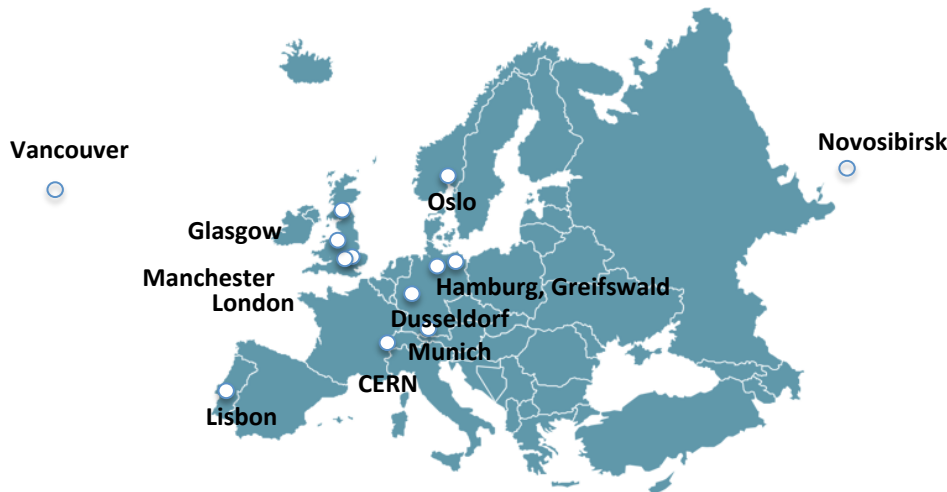 Vancouver
Novosibirsk
Oslo
Glasgow
Manchester
Hamburg, Greifswald
London
Dusseldorf
Munich
CERN
Lisbon